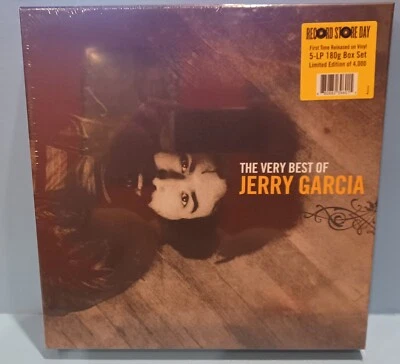 RECORD STORE DAY
First Time Released on Vinyl
5-LP 180g Box Set
Limited Edition of 4,000
THE VERY BEST OF
JERRY GARCIA